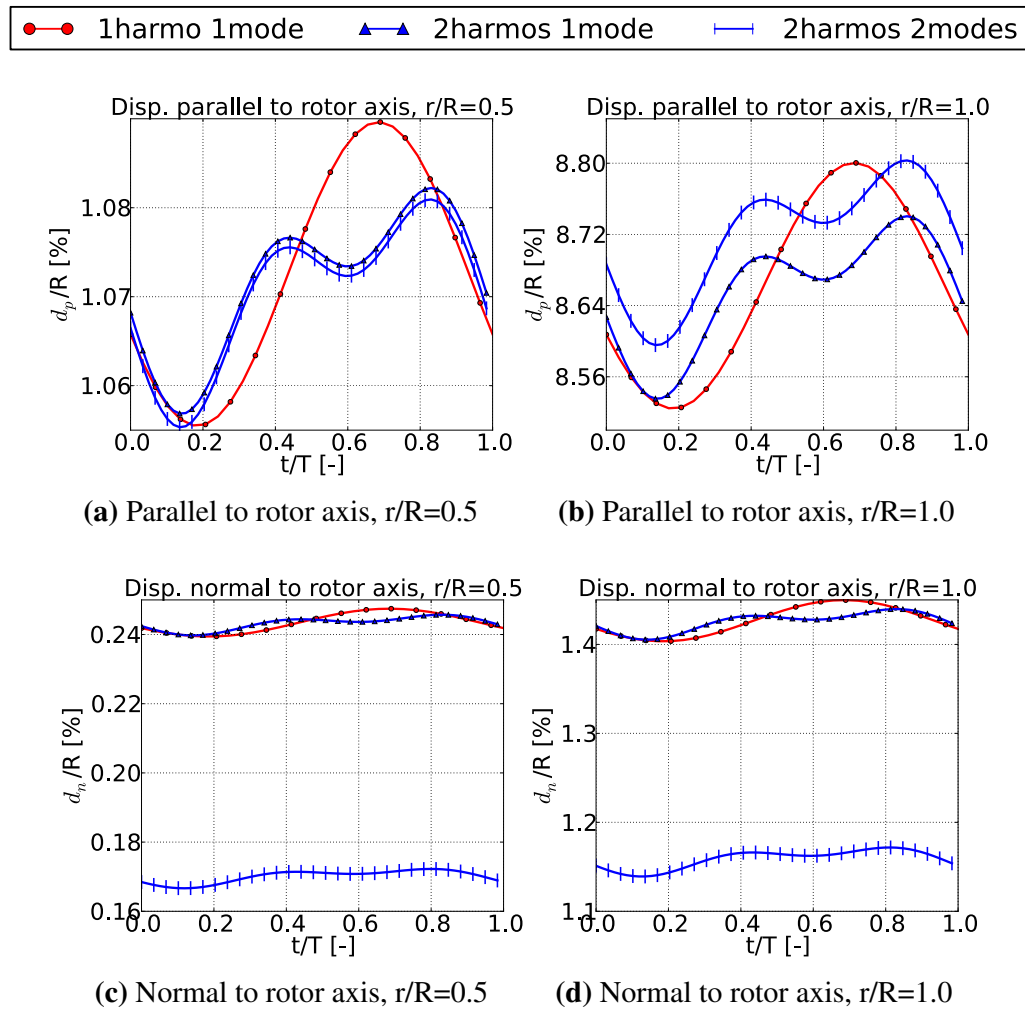 1harmo 1mode 2harmos 1mode 2harmos 2modes
Disp. parallel to rotor axis, r/R=0.5
1.08
1.07
1.06
d_p/R [%]
0.0 0.2 0.4 0.6 0.8 1.0
t/T [-]
(a) Parallel to rotor axis, r/R=0.5
Disp. parallel to rotor axis, r/R=1.0
8.80
8.72
8.64
8.56
d_p/R [%]
0.0 0.2 0.4 0.6 0.8 1.0
t/T [-]
(b) Parallel to rotor axis, r/R=1.0
Disp. normal to rotor axis, r/R=0.5
0.24
0.22
0.20
0.18
0.16
d_n/R [%]
0.0 0.2 0.4 0.6 0.8 1.0
t/T [-]
(c) Normal to rotor axis, r/R=0.5
Disp. normal to rotor axis, r/R=1.0
1.4
1.3
1.2
1.1
d_n/R [%]
0.0 0.2 0.4 0.6 0.8 1.0
t/T [-]
(d) Normal to rotor axis, r/R=1.0